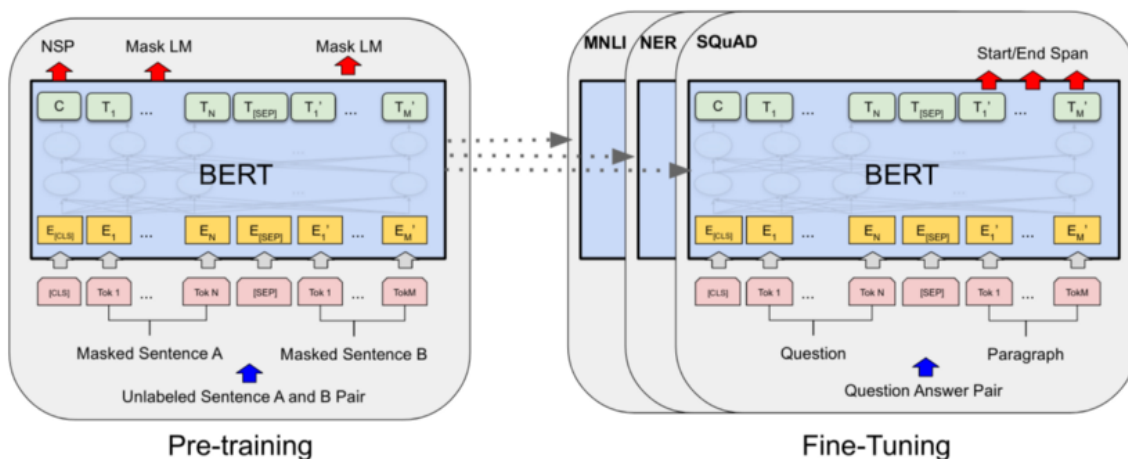 NSP Mask LM Mask LM
C T1 ... TN T[SEP] T1' ... TM'
BERT
E[CLS] E1 ... EN E[SEP] E1' ... EM'
[CLS] Tok 1 ... Tok N [SEP] Tok 1 ... TokM
Masked Sentence A Masked Sentence B
Unlabeled Sentence A and B Pair
Pre-training
MNLI NER SQuAD
Start/End Span
C T1 ... TN T[SEP] T1' ... TM'
BERT
E[CLS] E1 ... EN E[SEP] E1' ... EM'
[CLS] Tok 1 ... Tok N [SEP] Tok 1 ... TokM
Question Paragraph
Question Answer Pair
Fine-Tuning